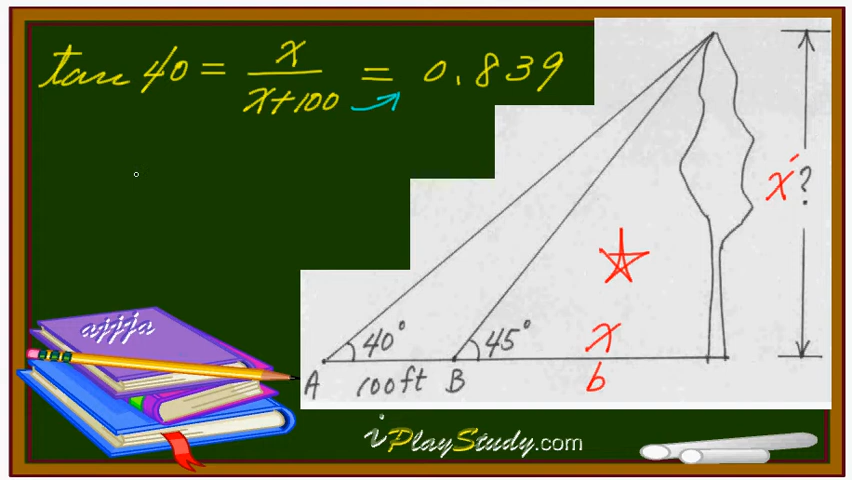 tan 40 = x / x+100 = 0.839
x ?
40°
45°
x
A 100ft B b
ajjja
iPlayStudy.com